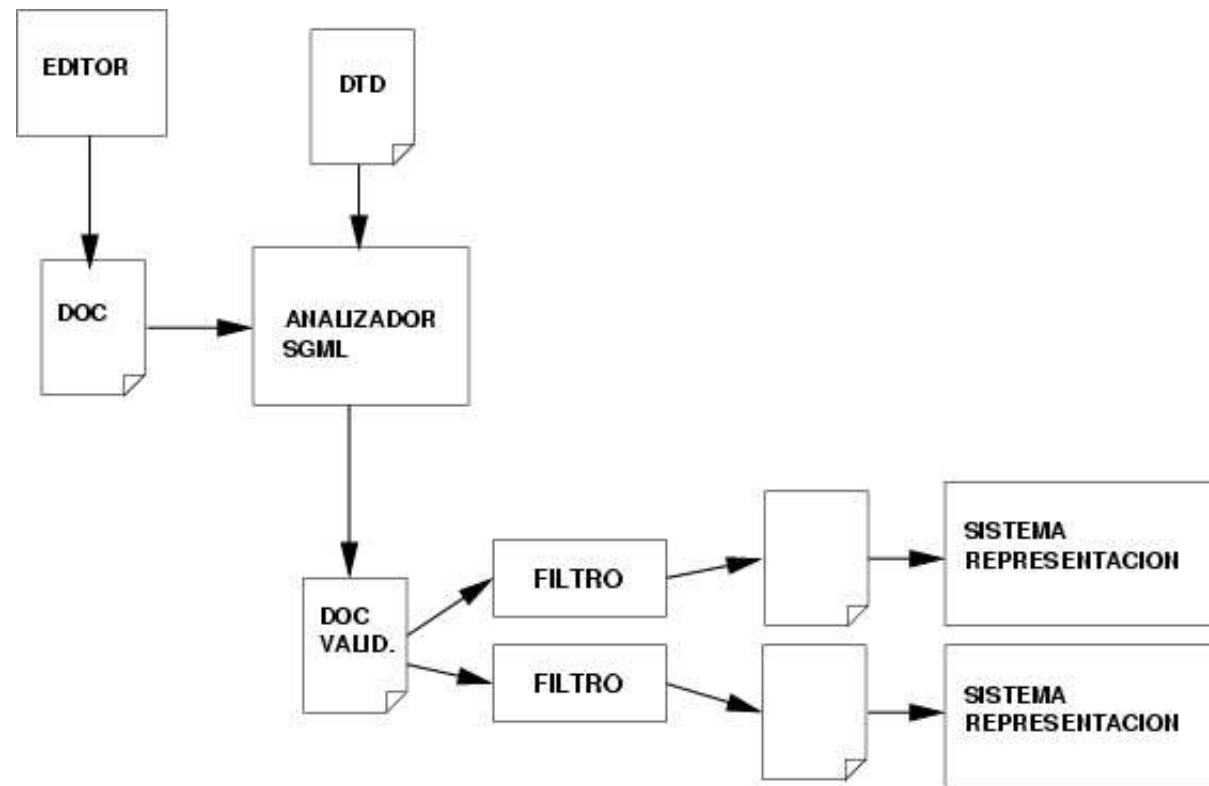 EDITOR
DTD
DOC
ANALIZADOR
SGML
DOC
VALID.
FILTRO
SISTEMA
REPRESENTACION
FILTRO
SISTEMA
REPRESENTACION